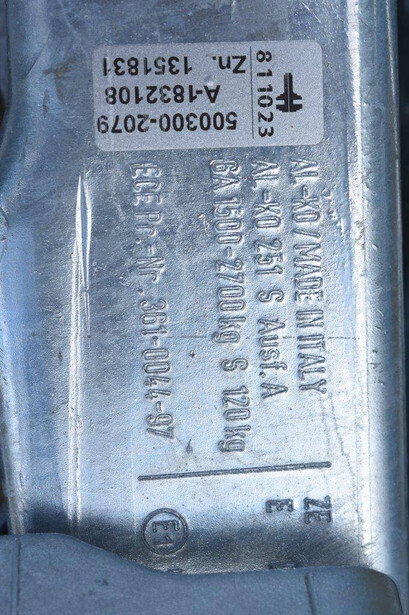 500300-2079
A-1832108
Zn. 1351831
811023
AL-KO / MADE IN ITALY
AL-KO 251 S Ausf. A
GA 1500-2700 kg S 120 kg
ECE Pr.-Nr. 361-0044-97
ZE
E
E1